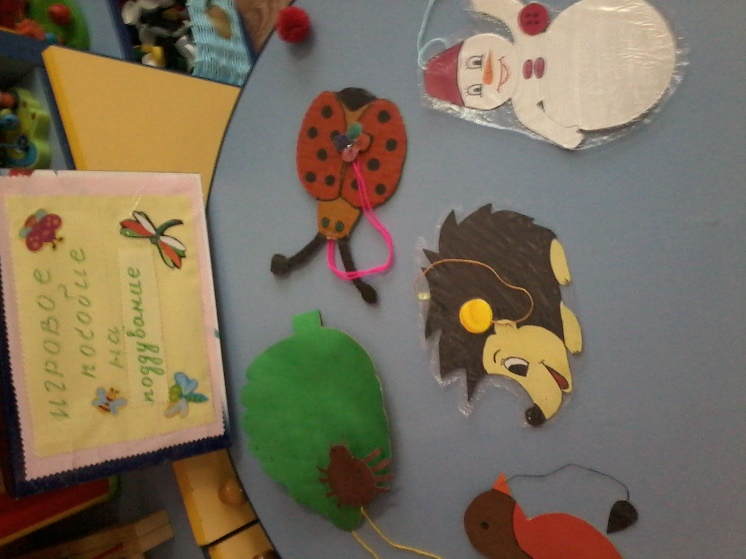 игровое
пособие
на
поддувание